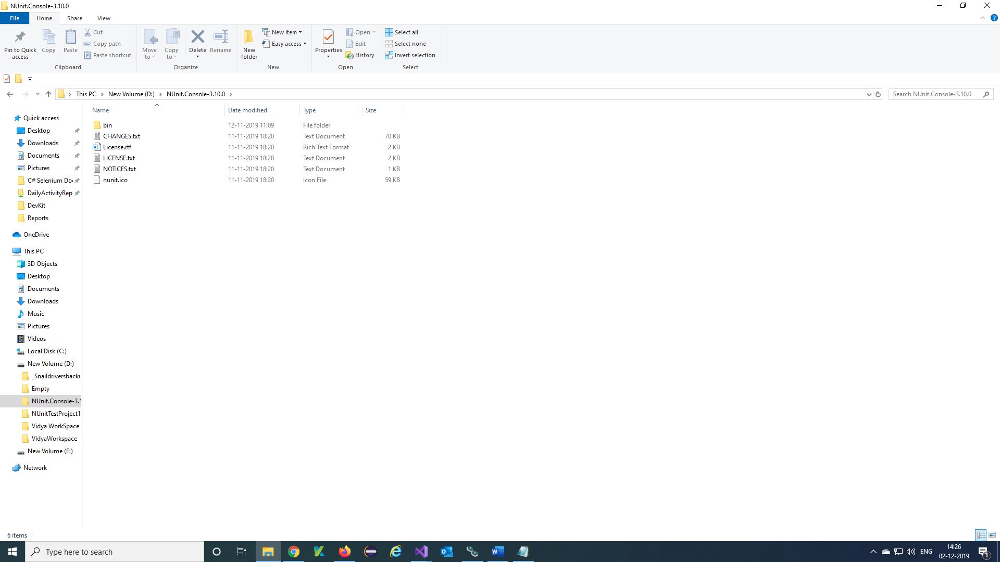 NUnit.Console-3.10.0
File Home Share View
Pin to Quick access
Copy
Paste
Cut
Copy path
Paste shortcut
Clipboard
Move to
Copy to
Delete
Rename
Organize
New folder
New item
Easy access
New
Properties
Open
Edit
History
Open
Select all
Select none
Invert selection
Select
This PC New Volume (D:) NUnit.Console-3.10.0
Search NUnit.Console-3.10.0
Name Date modified Type Size
bin 12-11-2019 11:09 File folder
CHANGES.txt 11-11-2019 18:20 Text Document 70 KB
License.rtf 11-11-2019 18:20 Rich Text Format 2 KB
LICENSE.txt 11-11-2019 18:20 Text Document 2 KB
NOTICES.txt 11-11-2019 18:20 Text Document 1 KB
nunit.ico 11-11-2019 18:20 Icon File 59 KB
Quick access
Desktop
Downloads
Documents
Pictures
C# Selenium Do
DailyActivityRep
DevKit
Reports
OneDrive
This PC
3D Objects
Desktop
Documents
Downloads
Music
Pictures
Videos
Local Disk (C:)
New Volume (D:)
_Snaildriversbacku
Empty
NUnit.Console-3.1
NUnitTestProject1
Vidya WorkSpace
VidyaWorkspace
New Volume (E:)
Network
6 items
Type here to search
ENG
14:26
02-12-2019
1